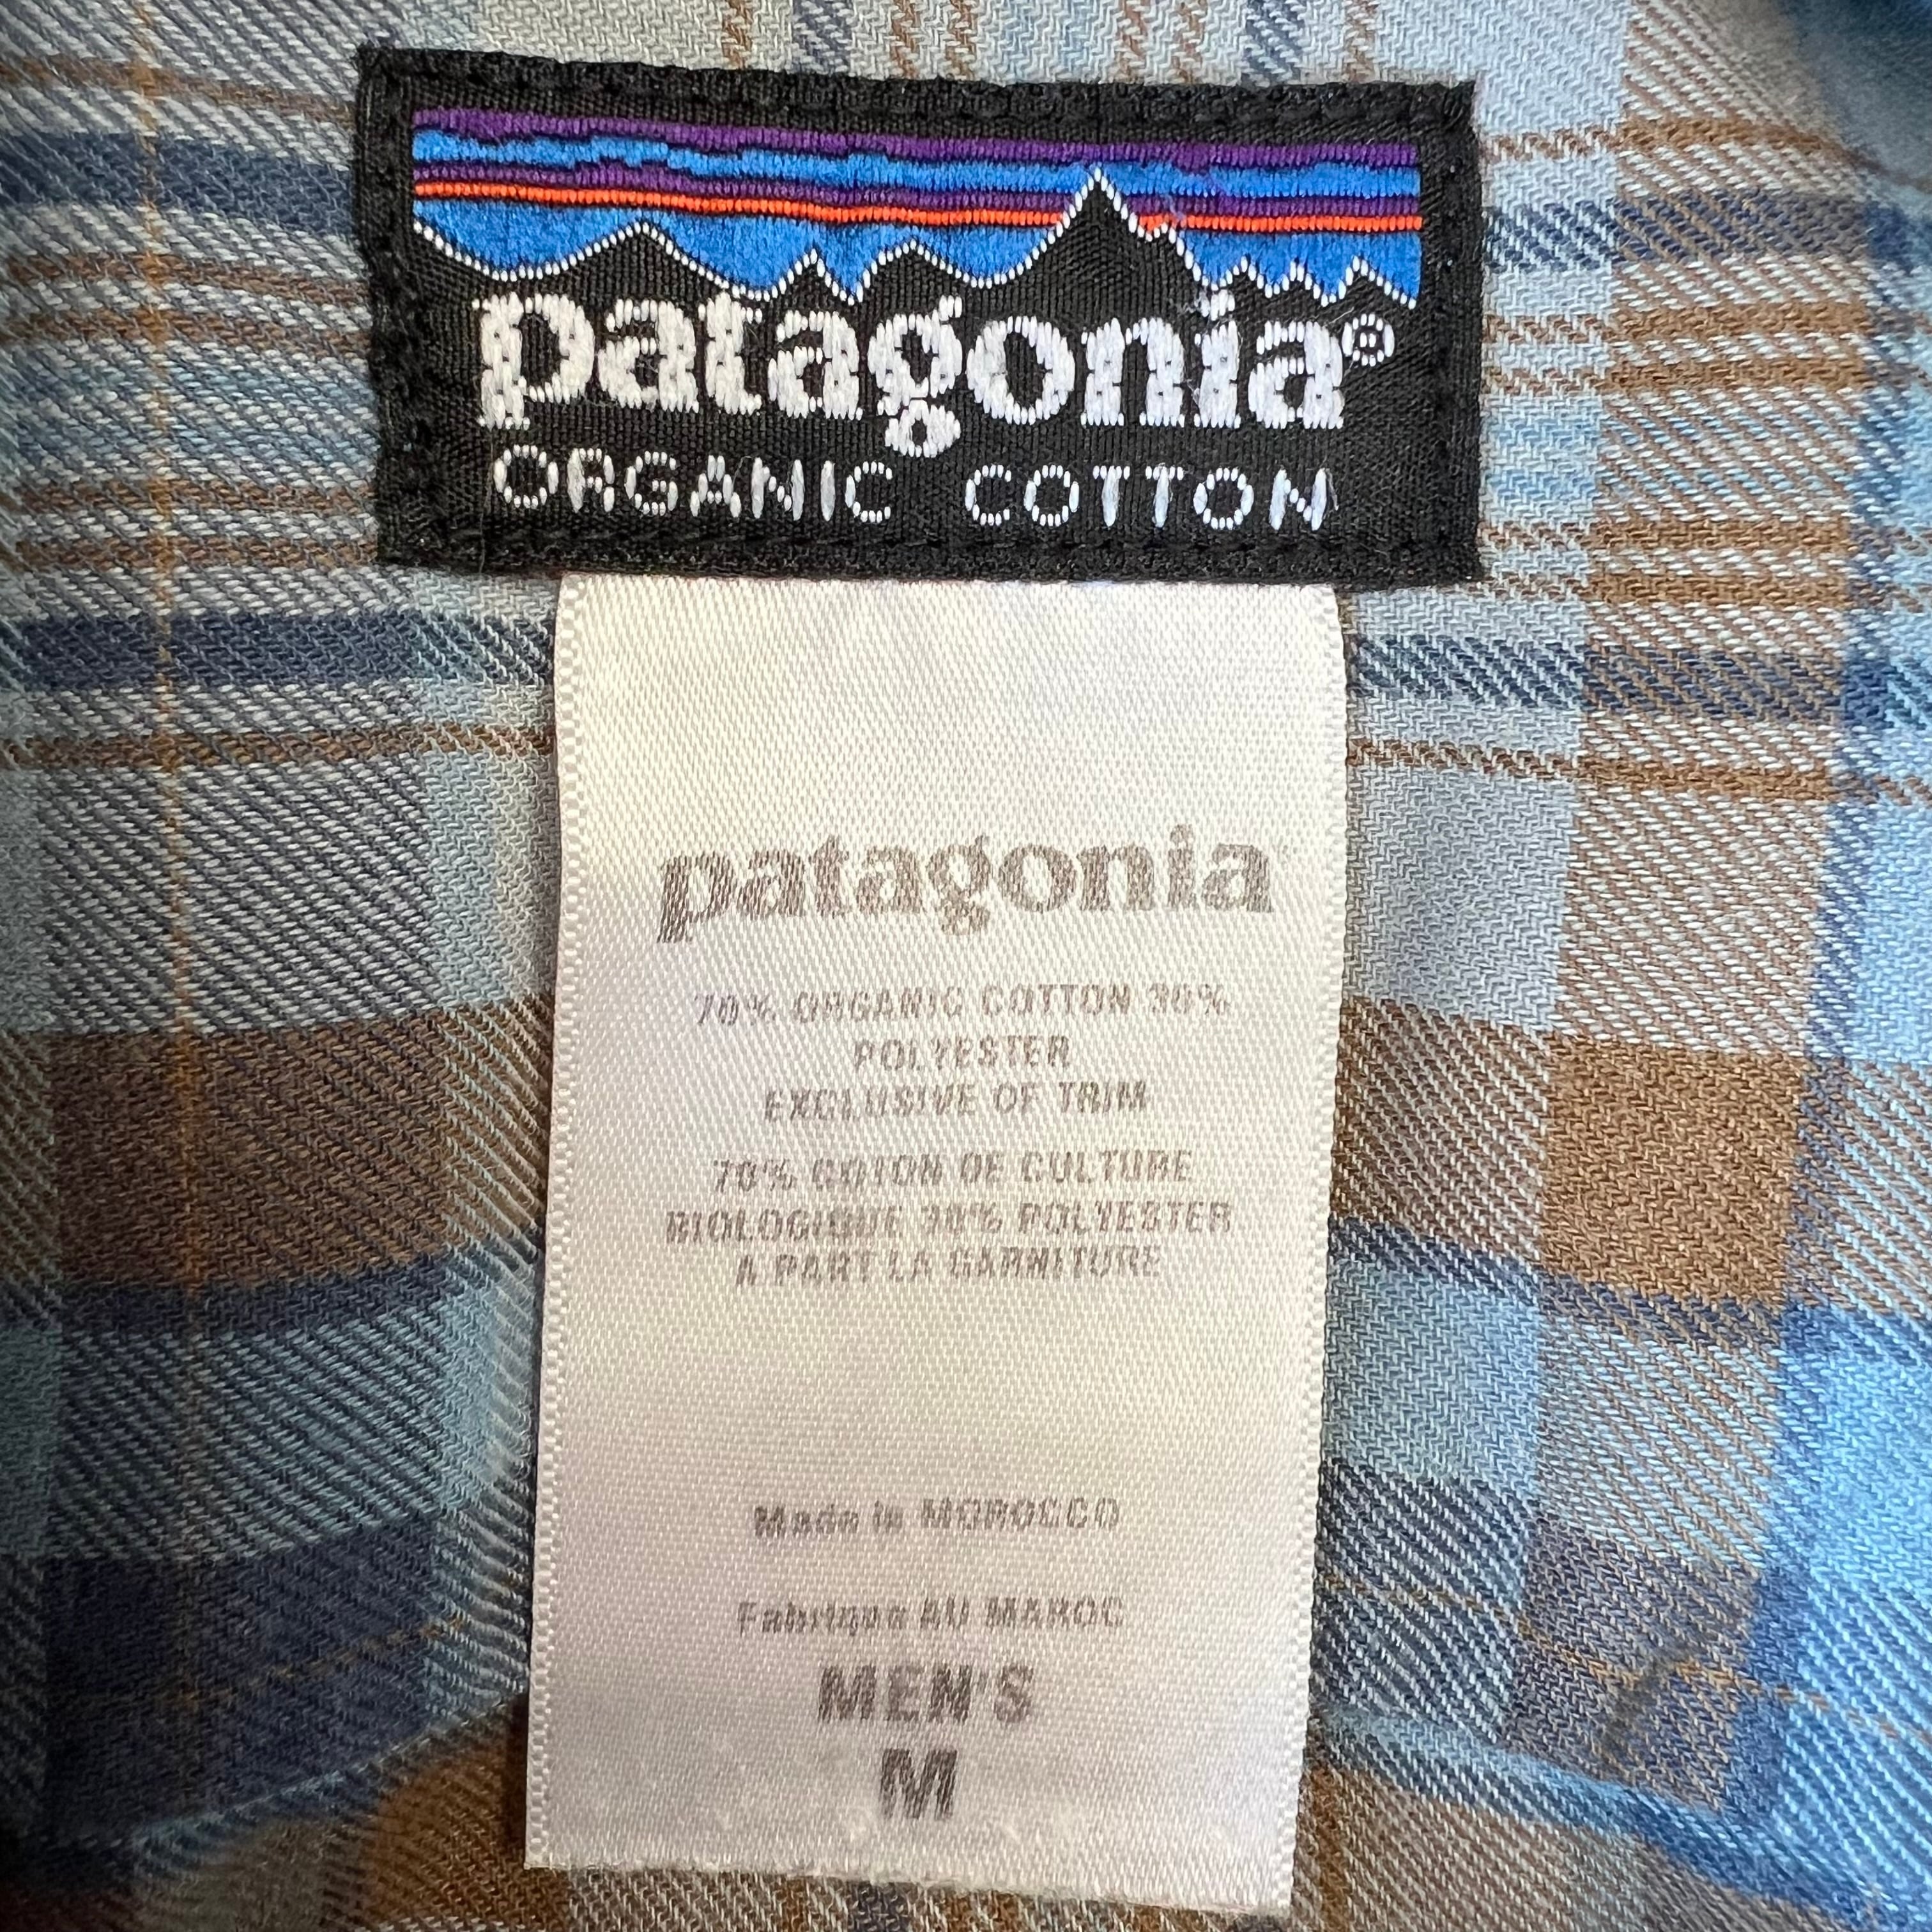 patagonia®
ORGANIC COTTON
patagonia
70% ORGANIC COTTON 30%
POLYESTER
EXCLUSIVE OF TRIM
70% COTON DE CULTURE
BIOLOGIQUE 30% POLYESTER
A PART LA GARNITURE
Made in MOROCCO
Fabrique AU MAROC
MEN'S
M